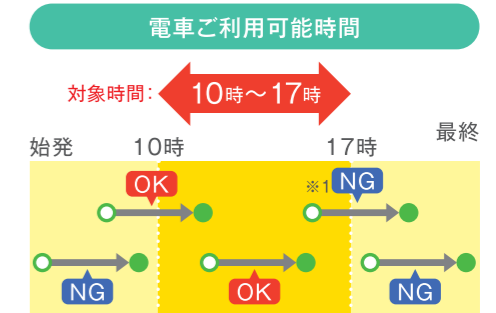 電車ご利用可能時間
対象時間：10時～17時
始発 10時 17時 最終
OK ※1 NG
NG OK NG